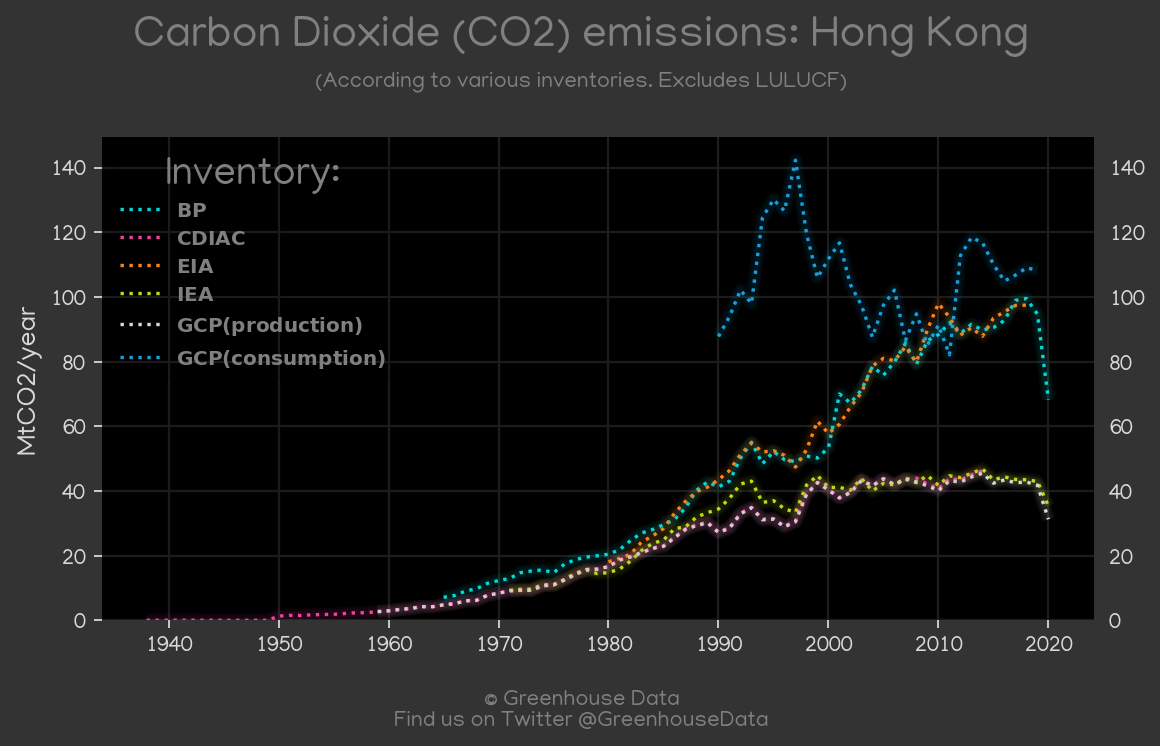 Carbon Dioxide (CO2) emissions: Hong Kong
(According to various inventories. Excludes LULUCF)
Inventory:
BP
CDIAC
EIA
IEA
GCP(production)
GCP(consumption)
MtCO2/year
140
120
100
80
60
40
20
0
140
120
100
80
60
40
20
0
1940 1950 1960 1970 1980 1990 2000 2010 2020
© Greenhouse Data
Find us on Twitter @GreenhouseData